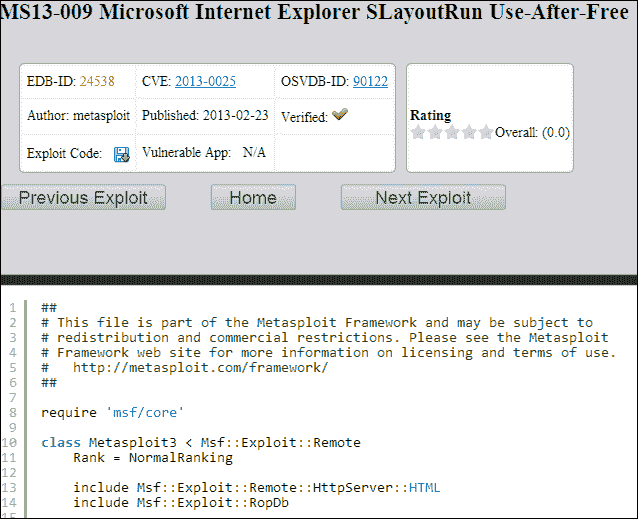 MS13-009 Microsoft Internet Explorer SLayoutRun Use-After-Free
EDB-ID: 24538 CVE: 2013-0025 OSVDB-ID: 90122
Author: metasploit Published: 2013-02-23 Verified:
Exploit Code: Vulnerable App: N/A
Rating
Overall: (0.0)
Previous Exploit Home Next Exploit
1 ##
2 # This file is part of the Metasploit Framework and may be subject to
3 # redistribution and commercial restrictions. Please see the Metasploit
4 # Framework web site for more information on licensing and terms of use.
5 #   http://metasploit.com/framework/
6 ##
7
8 require 'msf/core'
9
10 class Metasploit3 < Msf::Exploit::Remote
11     Rank = NormalRanking
12
13     include Msf::Exploit::Remote::HttpServer::HTML
14     include Msf::Exploit::RopDb